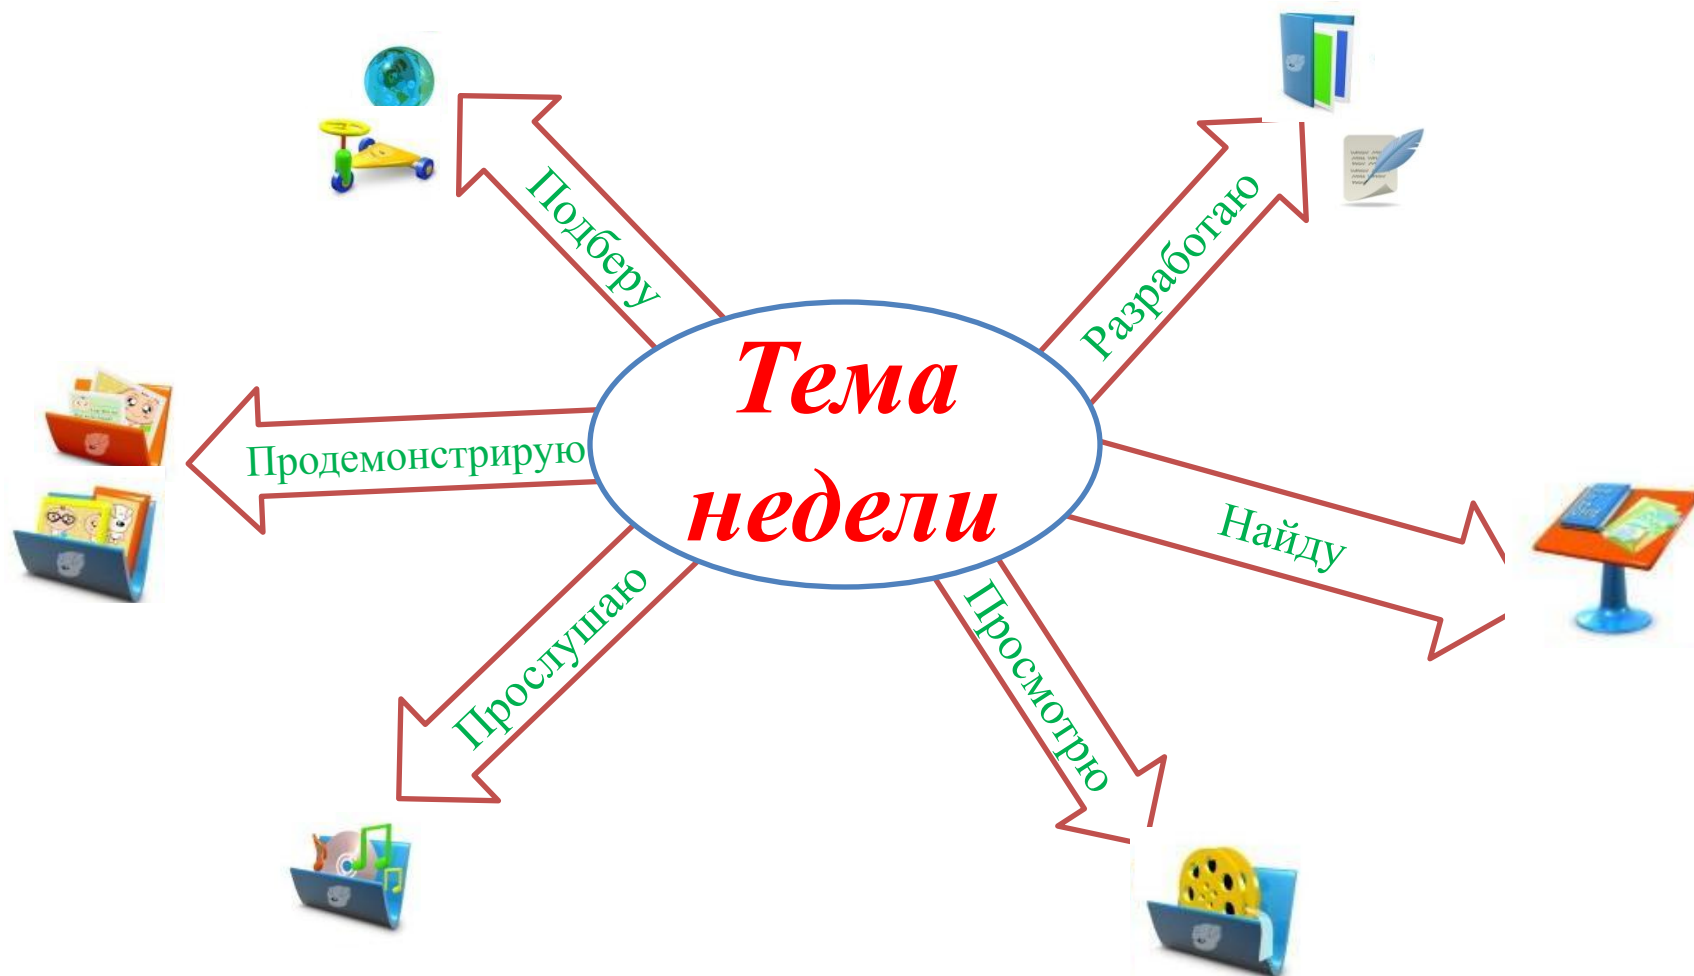 Подберу
Разработаю
Тема
недели
Продемонстрирую
Найду
Прослушаю
Просмотрю